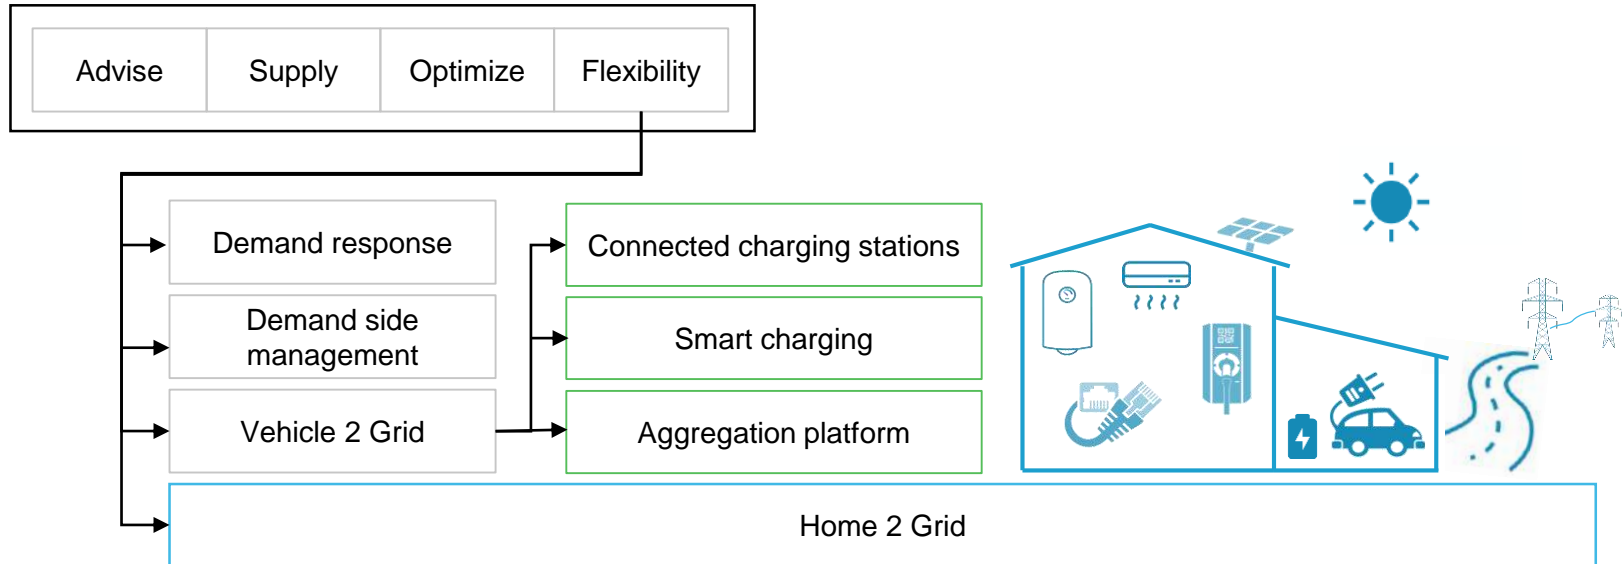 Advise
Supply
Optimize
Flexibility
Demand response
Connected charging stations
Demand side
management
Smart charging
Vehicle 2 Grid
Aggregation platform
Home 2 Grid